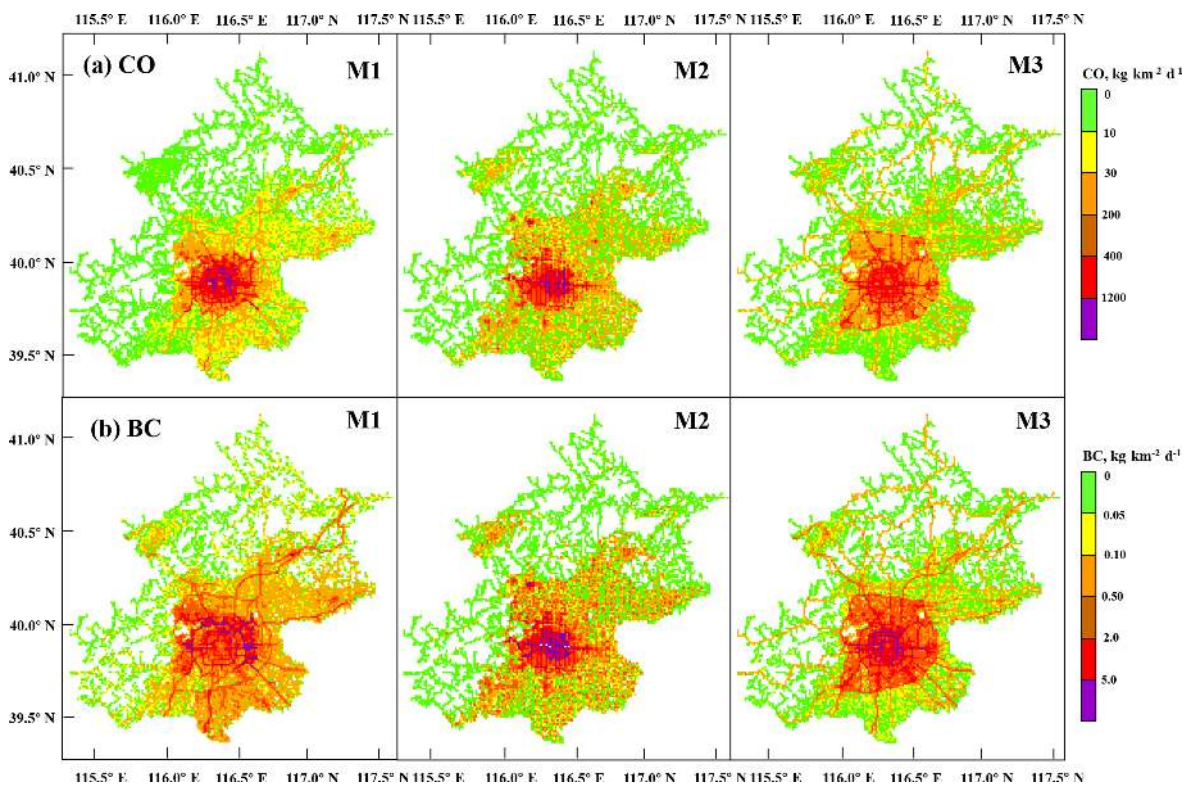 115.5° E 116.0° E 116.5° E 117.0° E 117.5° E 115.5° E 116.0° E 116.5° E 117.0° E 117.5° E 115.5° E 116.0° E 116.5° E 117.0° E 117.5° E
(a) CO M1 M2 M3
41.0° N
40.5° N
40.0° N
39.5° N
CO, kg km⁻² d⁻¹
0
10
30
200
400
1200
(b) BC M1 M2 M3
41.0° N
40.5° N
40.0° N
39.5° N
BC, kg km⁻² d⁻¹
0
0.05
0.10
0.50
2.0
5.0
115.5° E 116.0° E 116.5° E 117.0° E 117.5° N 115.5° E 116.0° E 116.5° E 117.0° E 117.5° E 115.5° E 116.0° E 116.5° E 117.0° E 117.5° E